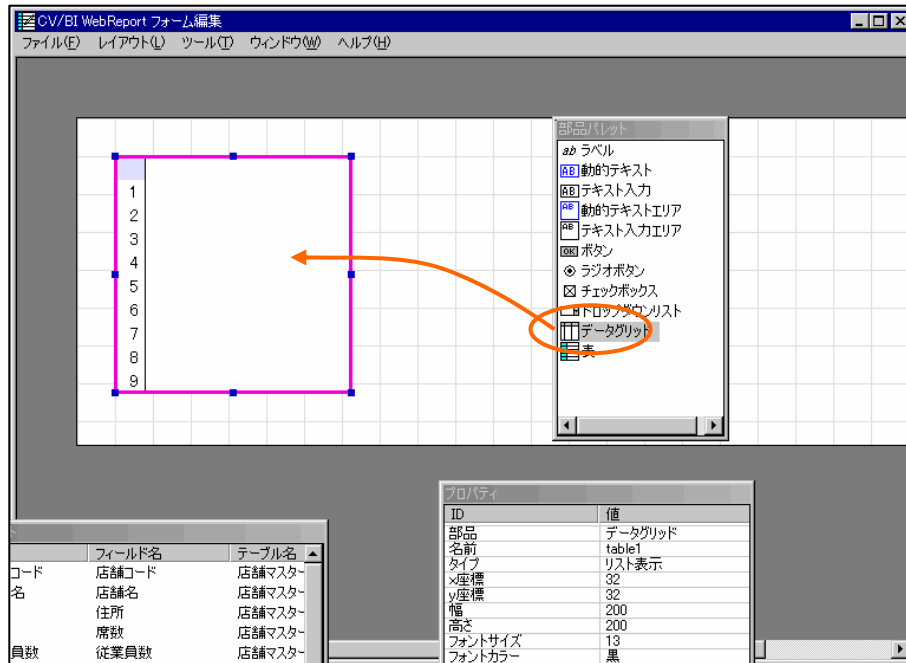 CV/BI WebReport フォーム編集
ファイル(F) レイアウト(L) ツール(T) ウィンドウ(W) ヘルプ(H)
1
2
3
4
5
6
7
8
9
部品パレット
ab ラベル
AB 動的テキスト
AB テキスト入力
AB 動的テキストエリア
AB テキスト入力エリア
OK ボタン
ラジオボタン
チェックボックス
ドロップダウンリスト
データグリッド
表
プロパティ
ID 値
部品 データグリッド
名前 table1
タイプ リスト表示
x座標 32
y座標 32
幅 200
高さ 200
フォントサイズ 13
フォントカラー 黒
フィールド名 テーブル名
コード 店舗コード 店舗マスター
名 店舗名 店舗マスター
住所 店舗マスター
席数 店舗マスター
員数 従業員数 店舗マスター